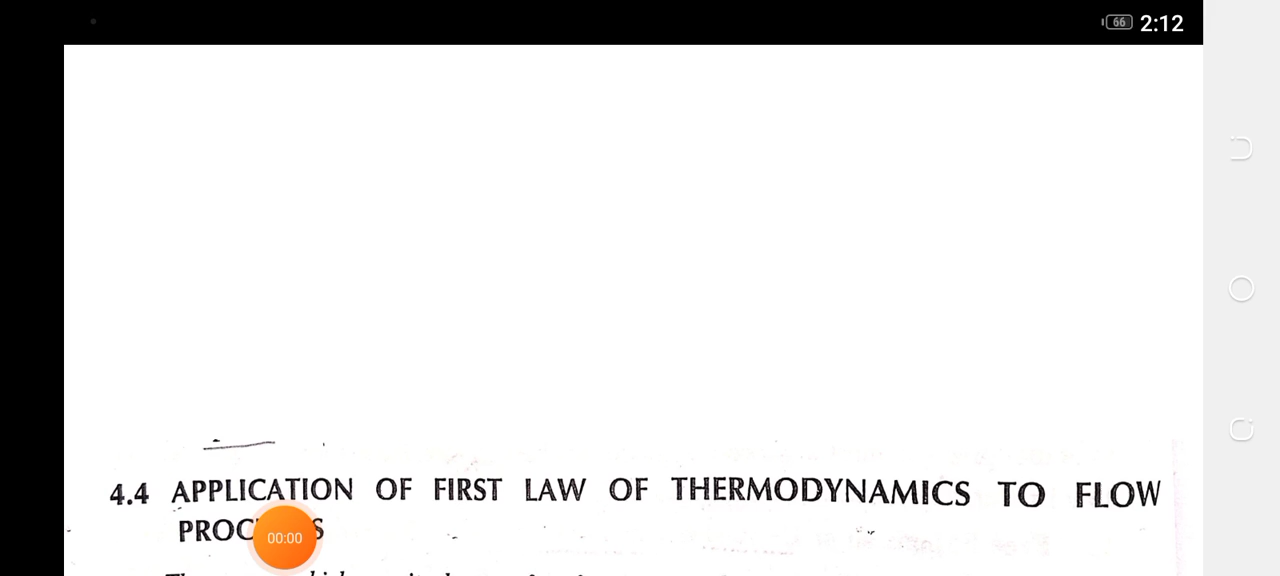 66 2:12
4.4 APPLICATION OF FIRST LAW OF THERMODYNAMICS TO FLOW
00:00